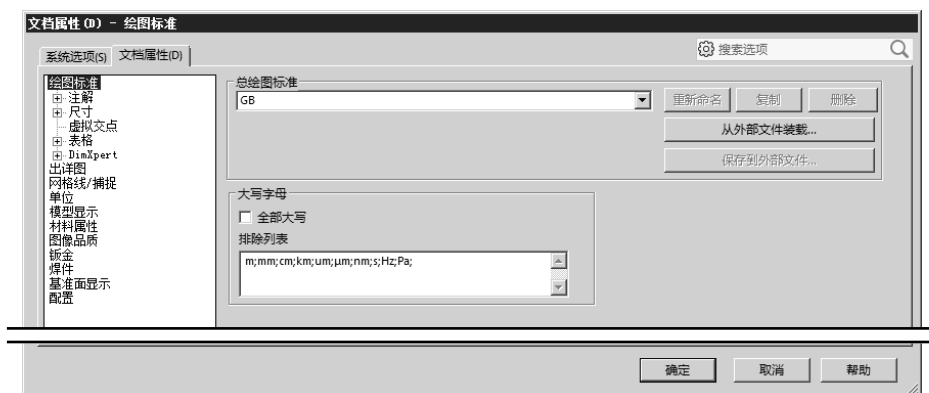 文档属性(D) - 绘图标准
系统选项(S) 文档属性(D) 搜索选项
绘图标准
注解
尺寸
虚拟交点
表格
DimXpert
出详图
网格线/捕捉
单位
模型显示
材料属性
图像品质
钣金
焊件
基准面显示
配置
总绘图标准
GB
重新命名 复制 删除
从外部文件装载...
保存到外部文件...
大写字母
全部大写
排除列表
m;mm;cm;km;um;µm;nm;s;Hz;Pa;
确定 取消 帮助